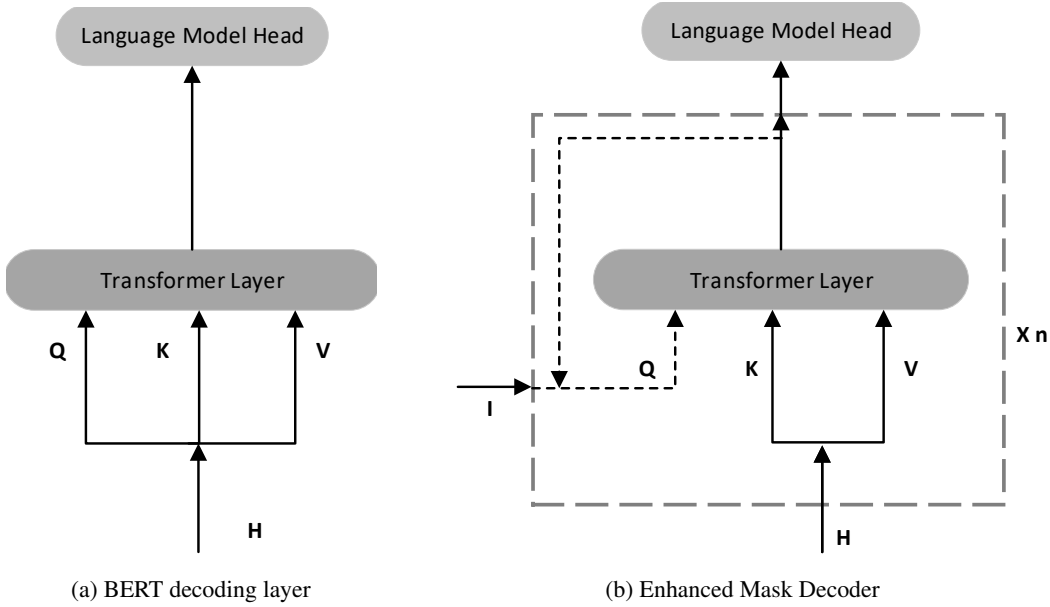 Language Model Head
Transformer Layer
Q
K
V
H
(a) BERT decoding layer
Language Model Head
Transformer Layer
X n
Q
K
V
I
H
(b) Enhanced Mask Decoder